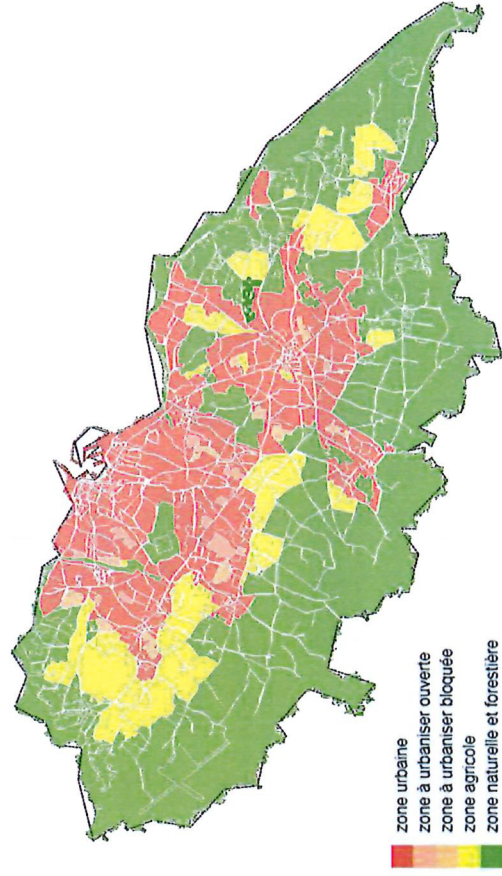 zone urbaine
zone à urbaniser ouverte
zone à urbaniser bloquée
zone agricole
zone naturelle et forestière